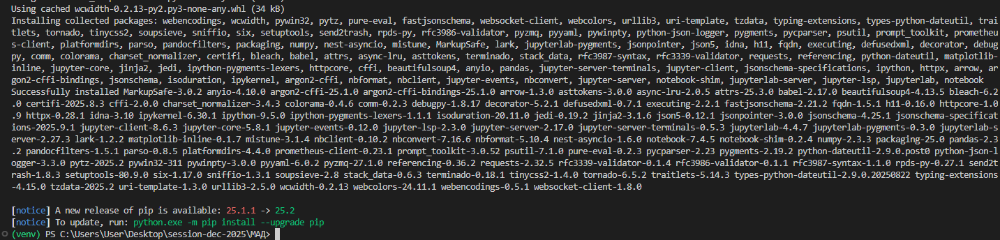 Using cached wcwidth-0.2.13-py2.py3-none-any.whl (34 kB)
Installing collected packages: webencodings, wcwidth, pywin32, pytz, pure-eval, fastjsonschema, websocket-client, webcolors, urllib3, uri-template, tzdata, typing-extensions, types-python-dateutil, trai
tlets, tornado, tinycss2, soupsieve, sniffio, six, setuptools, send2trash, rpds-py, rfc3986-validator, pyzmq, pyyaml, pywinpty, python-json-logger, pygments, pycparser, psutil, prompt_toolkit, prometheu
s-client, platformdirs, parso, pandocfilters, packaging, numpy, nest-asyncio, mistune, MarkupSafe, lark, jupyterlab-pygments, jsonpointer, json5, idna, h11, fqdn, executing, defusedxml, decorator, debug
py, comm, colorama, charset_normalizer, certifi, bleach, babel, attrs, async-lru, asttokens, terminado, stack_data, rfc3987-syntax, rfc3339-validator, requests, referencing, python-dateutil, matplotlib-
inline, jupyter-core, jinja2, jedi, ipython-pygments-lexers, httpcore, cffi, beautifulsoup4, anyio, pandas, jupyter-server-terminals, jupyter-client, jsonschema-specifications, ipython, httpx, arrow, ar
gon2-cffi-bindings, jsonschema, isoduration, ipykernel, argon2-cffi, nbformat, nbclient, jupyter-events, nbconvert, jupyter-server, notebook-shim, jupyterlab-server, jupyter-lsp, jupyterlab, notebook
Successfully installed MarkupSafe-3.0.2 anyio-4.10.0 argon2-cffi-25.1.0 argon2-cffi-bindings-25.1.0 arrow-1.3.0 asttokens-3.0.0 async-lru-2.0.5 attrs-25.3.0 babel-2.17.0 beautifulsoup4-4.13.5 bleach-6.2
.0 certifi-2025.8.3 cffi-2.0.0 charset_normalizer-3.4.3 colorama-0.4.6 comm-0.2.3 debugpy-1.8.17 decorator-5.2.1 defusedxml-0.7.1 executing-2.2.1 fastjsonschema-2.21.2 fqdn-1.5.1 h11-0.16.0 httpcore-1.0
.9 httpx-0.28.1 idna-3.10 ipykernel-6.30.1 ipython-9.5.0 ipython-pygments-lexers-1.1.1 isoduration-20.11.0 jedi-0.19.2 jinja2-3.1.6 json5-0.12.1 jsonpointer-3.0.0 jsonschema-4.25.1 jsonschema-specificat
ions-2025.9.1 jupyter-client-8.6.3 jupyter-core-5.8.1 jupyter-events-0.12.0 jupyter-lsp-2.3.0 jupyter-server-2.17.0 jupyter-server-terminals-0.5.3 jupyterlab-4.4.7 jupyterlab-pygments-0.3.0 jupyterlab-s
erver-2.27.3 lark-1.2.2 matplotlib-inline-0.1.7 mistune-3.1.4 nbclient-0.10.2 nbconvert-7.16.6 nbformat-5.10.4 nest-asyncio-1.6.0 notebook-7.4.5 notebook-shim-0.2.4 numpy-2.3.3 packaging-25.0 pandas-2.3
.2 pandocfilters-1.5.1 parso-0.8.5 platformdirs-4.4.0 prometheus-client-0.23.1 prompt_toolkit-3.0.52 psutil-7.1.0 pure-eval-0.2.3 pycparser-2.23 pygments-2.19.2 python-dateutil-2.9.0.post0 python-json-l
ogger-3.3.0 pytz-2025.2 pywin32-311 pywinpty-3.0.0 pyyaml-6.0.2 pyzmq-27.1.0 referencing-0.36.2 requests-2.32.5 rfc3339-validator-0.1.4 rfc3986-validator-0.1.1 rfc3987-syntax-1.1.0 rpds-py-0.27.1 send2t
rash-1.8.3 setuptools-80.9.0 six-1.17.0 sniffio-1.3.1 soupsieve-2.8 stack_data-0.6.3 terminado-0.18.1 tinycss2-1.4.0 tornado-6.5.2 traitlets-5.14.3 types-python-dateutil-2.9.0.20250822 typing-extensions
-4.15.0 tzdata-2025.2 uri-template-1.3.0 urllib3-2.5.0 wcwidth-0.2.13 webcolors-24.11.1 webencodings-0.5.1 websocket-client-1.8.0
[notice] A new release of pip is available: 25.1.1 -> 25.2
[notice] To update, run: python.exe -m pip install --upgrade pip
(venv) PS C:\Users\User\Desktop\session-dec-2025\МАД>